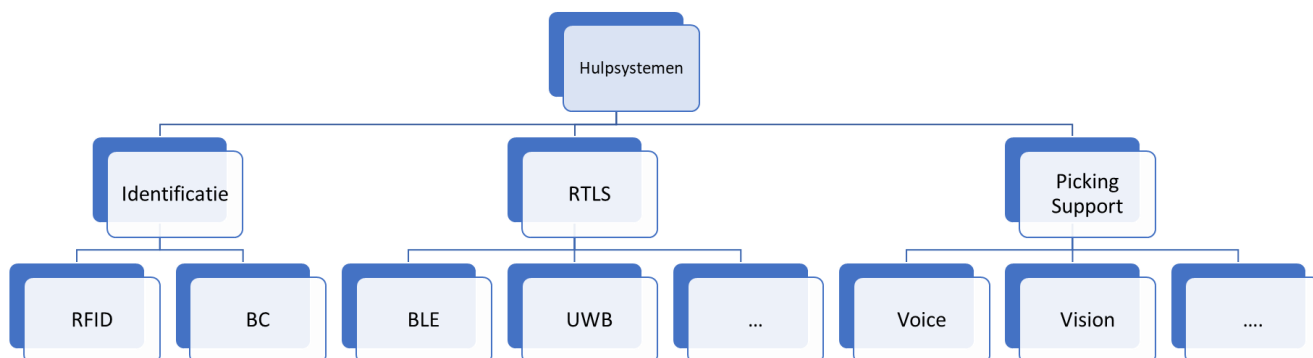 Hulpsystemen
Identificatie
RTLS
Picking
Support
RFID
BC
BLE
UWB
...
Voice
Vision
....